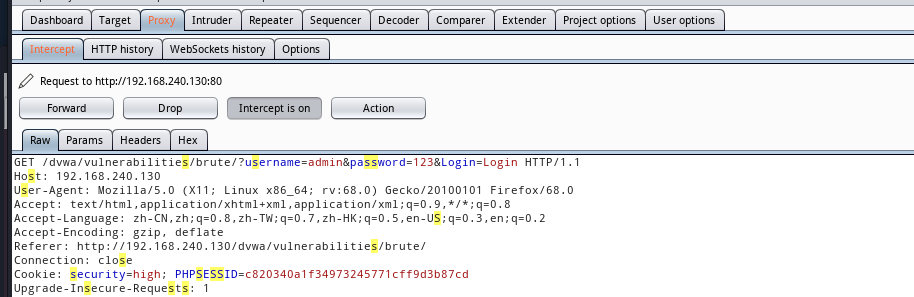 Dashboard Target Proxy Intruder Repeater Sequencer Decoder Comparer Extender Project options User options
Intercept HTTP history WebSockets history Options
Request to http://192.168.240.130:80
Forward Drop Intercept is on Action
Raw Params Headers Hex
GET /dvwa/vulnerabilities/brute/?username=admin&password=123&Login=Login HTTP/1.1
Host: 192.168.240.130
User-Agent: Mozilla/5.0 (X11; Linux x86_64; rv:68.0) Gecko/20100101 Firefox/68.0
Accept: text/html,application/xhtml+xml,application/xml;q=0.9,*/*;q=0.8
Accept-Language: zh-CN,zh;q=0.8,zh-TW;q=0.7,zh-HK;q=0.5,en-US;q=0.3,en;q=0.2
Accept-Encoding: gzip, deflate
Referer: http://192.168.240.130/dvwa/vulnerabilities/brute/
Connection: close
Cookie: security=high; PHPSESSID=c820340a1f34973245771cff9d3b87cd
Upgrade-Insecure-Requests: 1